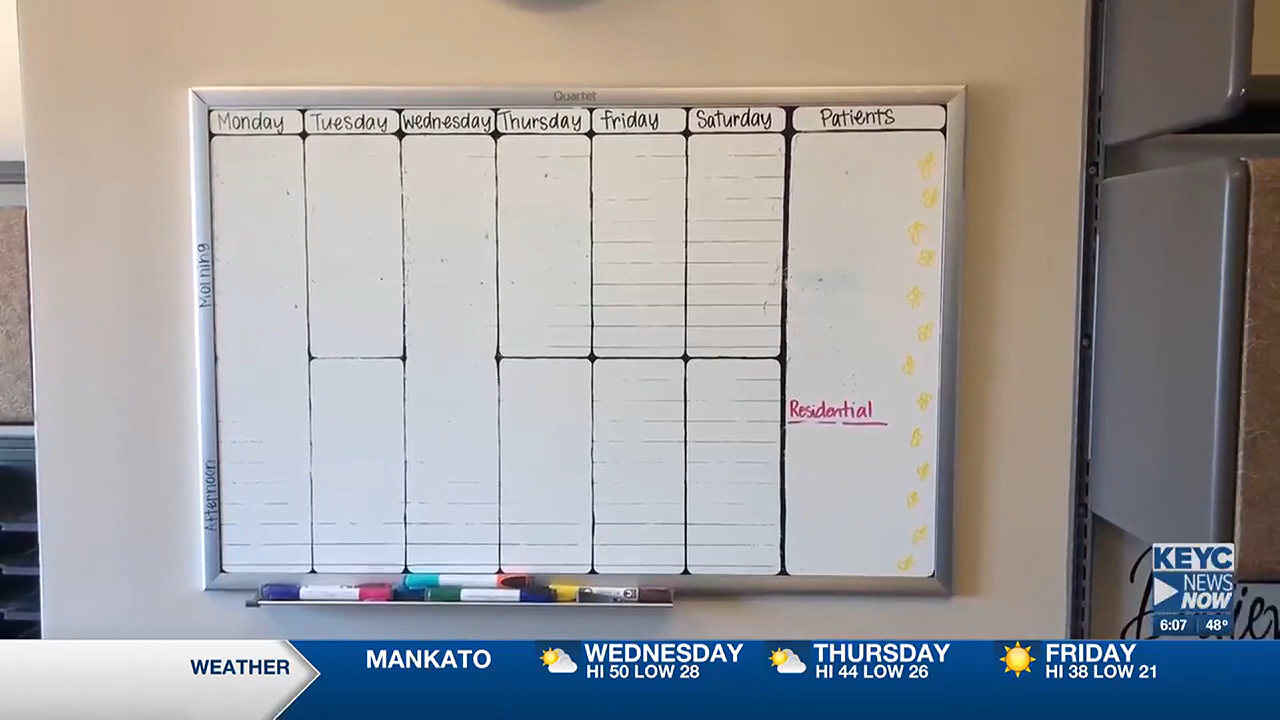 Quartet
Monday Tuesday Wednesday Thursday friday Saturday Patients
Morning
Residential
Afternoon
KEYC
NEWS
NOW
6:07 48°
WEATHER MANKATO WEDNESDAY THURSDAY FRIDAY
HI 50 LOW 28 HI 44 LOW 26 HI 38 LOW 21